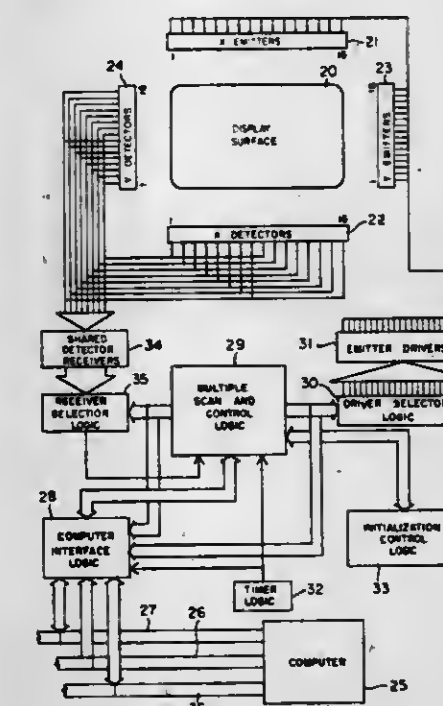 X EMITTERS
21
1
16
24
20
23
Y DETECTORS
DISPLAY
SURFACE
Y EMITTERS
1
X DETECTORS
22
SHARED
DETECTOR
RECEIVERS
34
29
31
EMITTER DRIVERS
35
30
RECEIVER
SELECTION
LOGIC
MULTIPLE
SCAN AND
CONTROL
LOGIC
DRIVER SELECTOR
LOGIC
28
COMPUTER
INTERFACE
LOGIC
INITIALIZATION
CONTROL
LOGIC
33
TIMER
LOGIC
32
27
26
COMPUTER
25